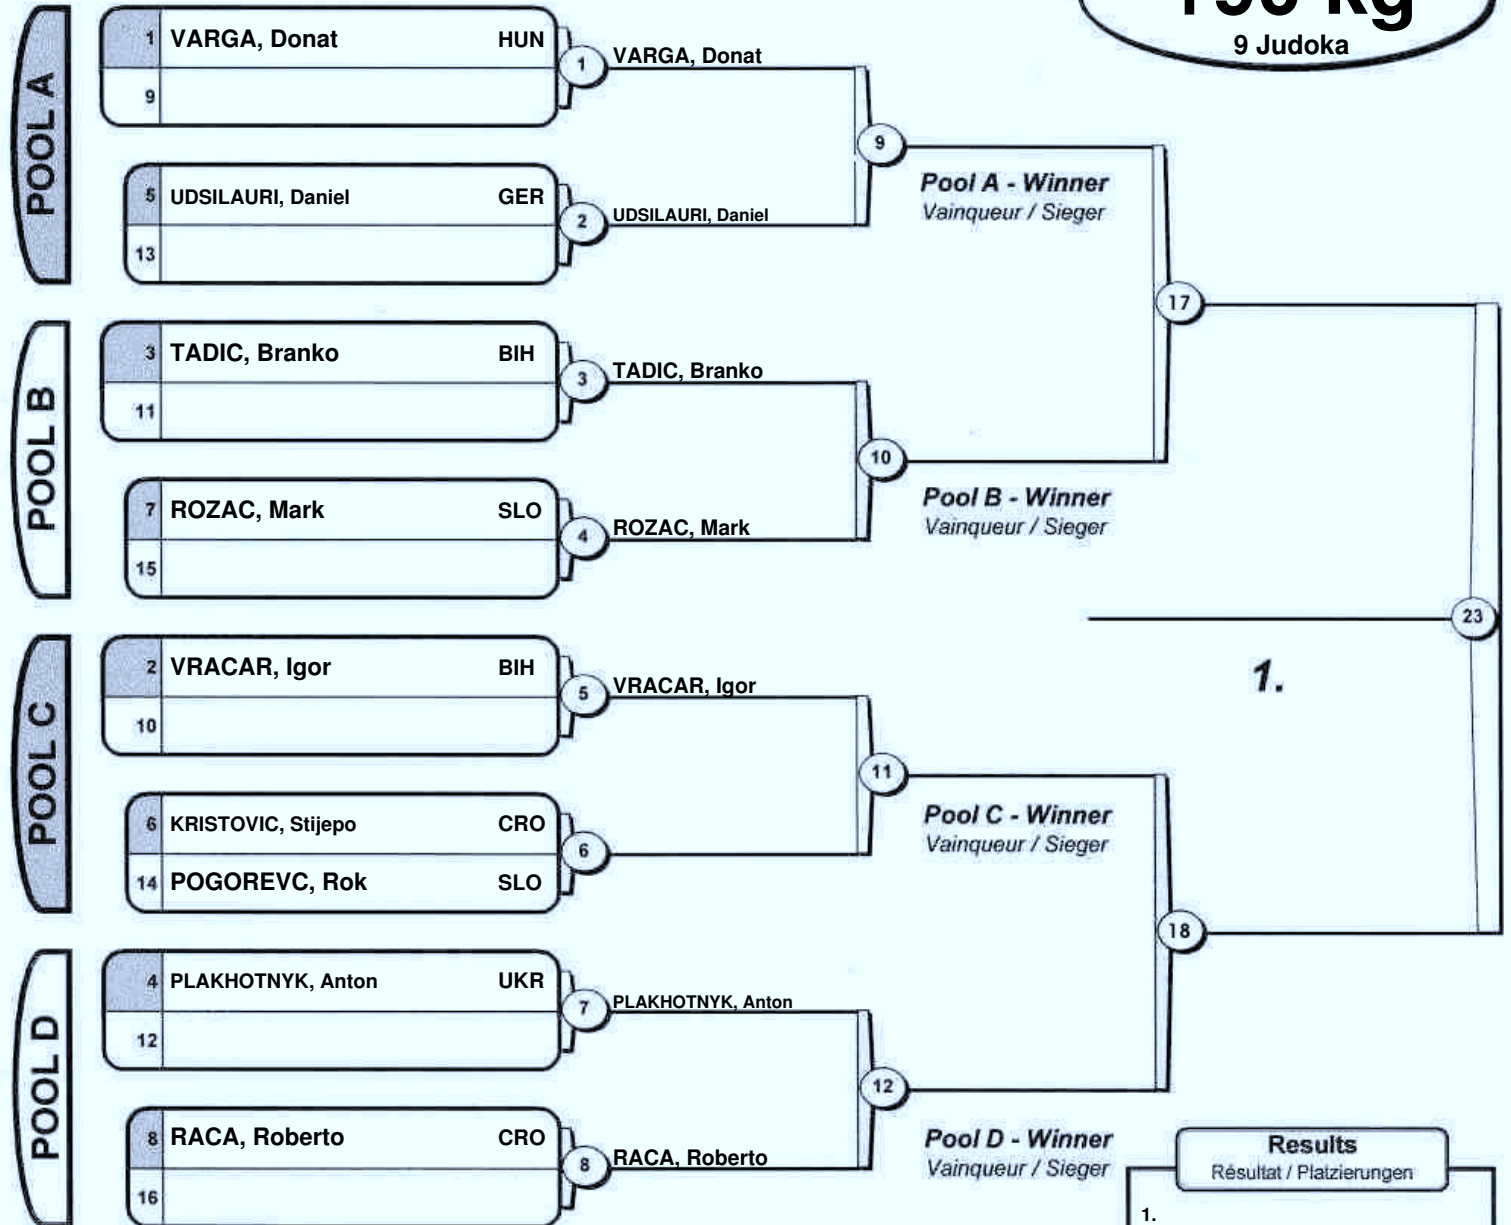 9 Judoka
POOL A
1 VARGA, Donat HUN
9
1 VARGA, Donat
5 UDSILAURI, Daniel GER
13
2 UDSILAURI, Daniel
9
Pool A - Winner
Vainqueur / Sieger
17
POOL B
3 TADIC, Branko BIH
11
3 TADIC, Branko
7 ROZAC, Mark SLO
15
4 ROZAC, Mark
10
Pool B - Winner
Vainqueur / Sieger
23
1.
POOL C
2 VRACAR, Igor BIH
10
5 VRACAR, Igor
6 KRISTOVIC, Stijepo CRO
14 POGOREVC, Rok SLO
6
11
Pool C - Winner
Vainqueur / Sieger
18
POOL D
4 PLAKHOTNYK, Anton UKR
12
7 PLAKHOTNYK, Anton
8 RACA, Roberto CRO
16
8 RACA, Roberto
12
Pool D - Winner
Vainqueur / Sieger
Results
Résultat / Platzierungen
1.